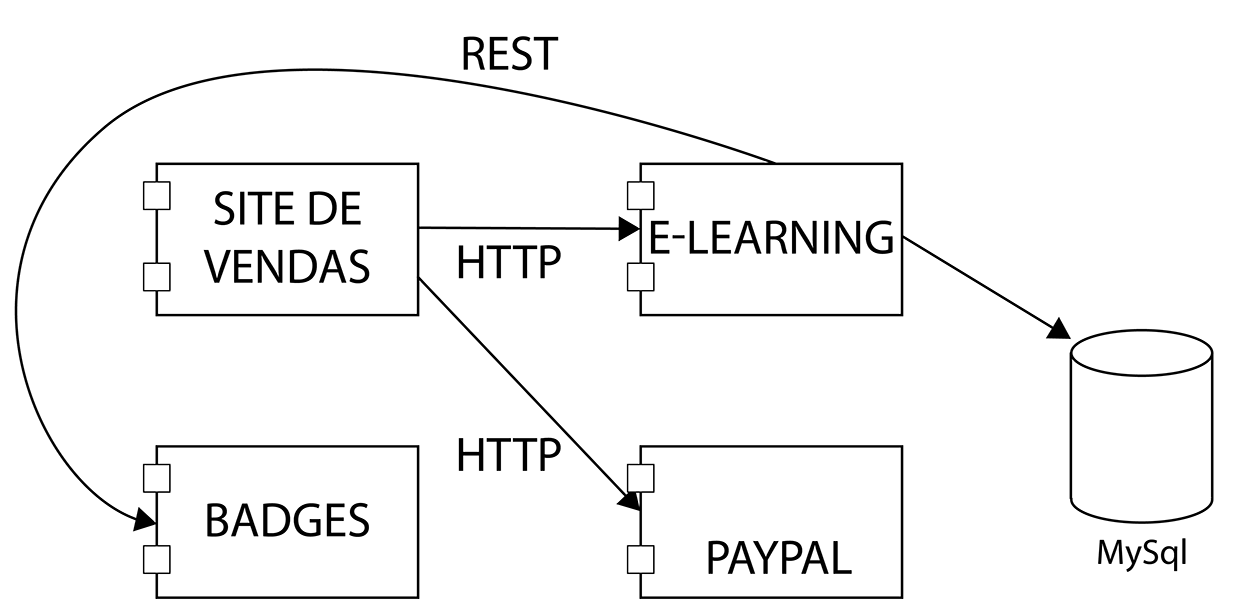 REST
SITE DE
VENDAS
HTTP
E-LEARNING
HTTP
BADGES
PAYPAL
MySql